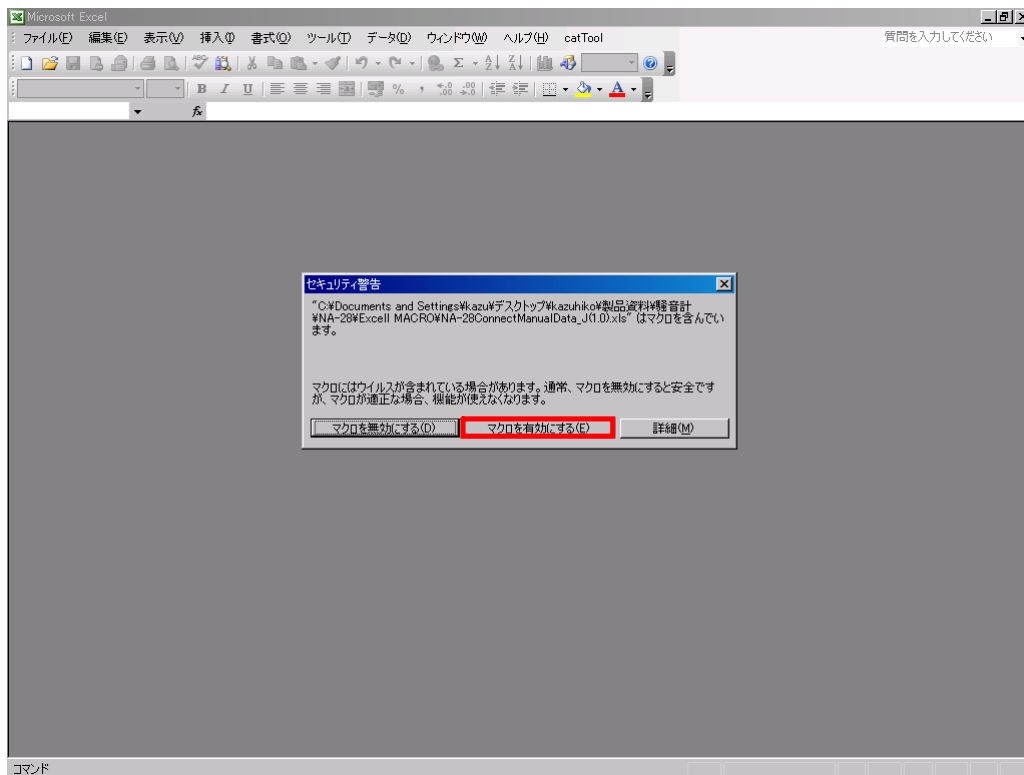 Microsoft Excel
ファイル(F) 編集(E) 表示(V) 挿入(I) 書式(O) ツール(T) データ(D) ウィンドウ(W) ヘルプ(H) catTool 質問を入力してください
B I U %
fx
セキュリティ警告
"C:¥Documents and Settings¥kazu¥デスクトップ¥kazuhiko¥製品資料¥騒音計
¥NA-28¥Excell MACRO¥NA-28ConnectManualData_J(1.0).xls" はマクロを含んでい
ます。
マクロにはウイルスが含まれている場合があります。通常、マクロを無効にすると安全です
が、マクロが適正な場合、機能が使えなくなります。
マクロを無効にする(D) マクロを有効にする(E) 詳細(M)
コマンド